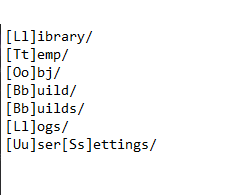 [Ll]ibrary/
[Tt]emp/
[Oo]bj/
[Bb]uild/
[Bb]uilds/
[Ll]ogs/
[Uu]ser[Ss]ettings/